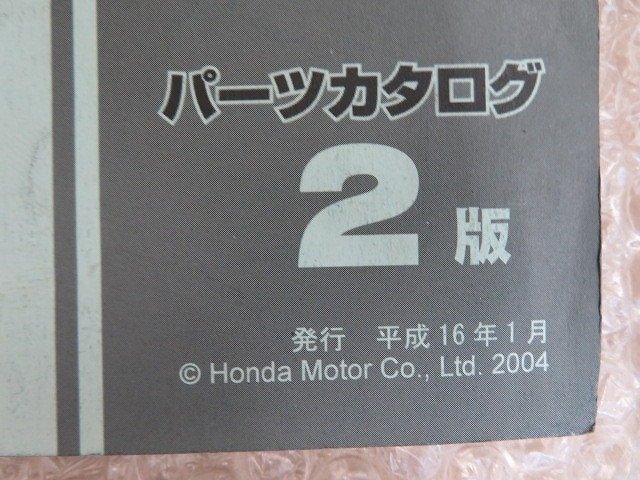 パーツカタログ
2版
発行 平成16年1月
© Honda Motor Co., Ltd. 2004